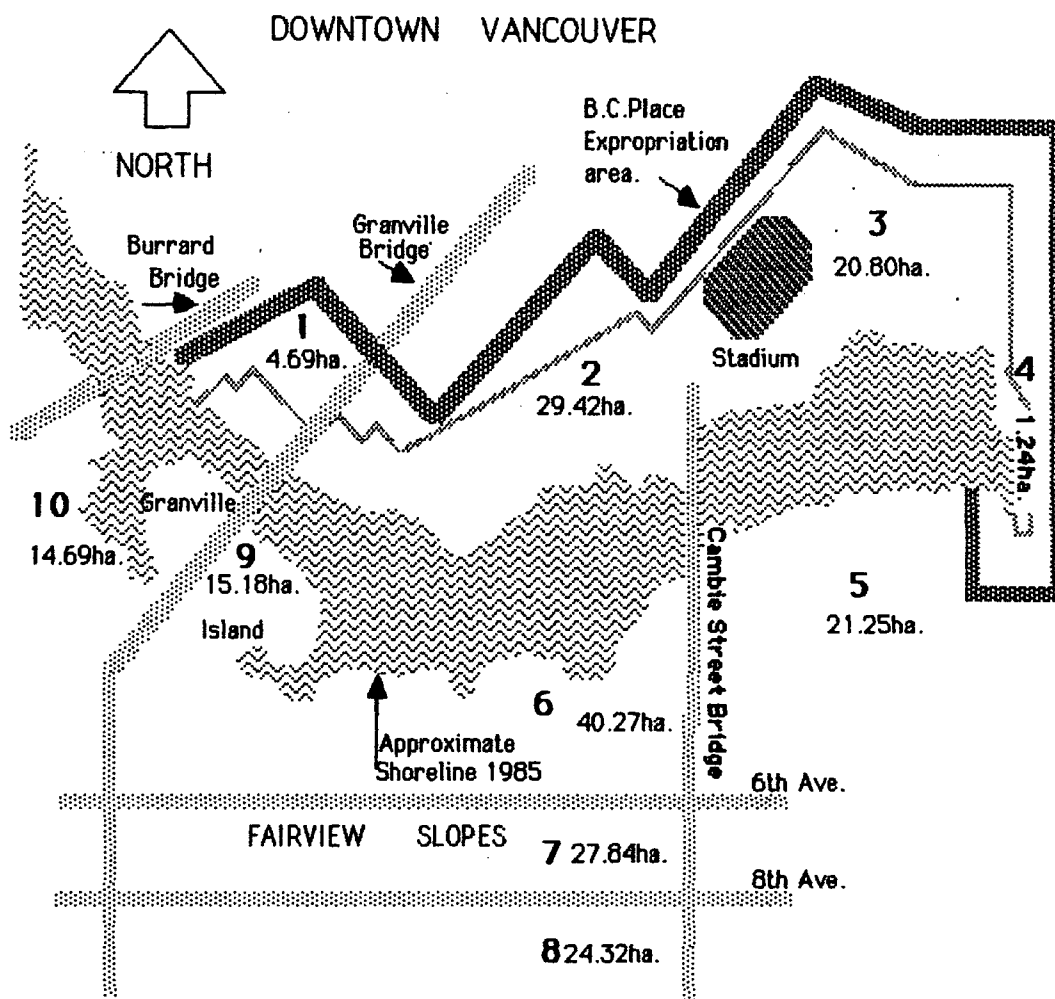 DOWNTOWN VANCOUVER
NORTH
B.C.Place
Expropriation
area.
Granville
Bridge
Burrard
Bridge
1
4.69ha.
2
29.42ha.
3
20.80ha.
Stadium
4
1.24ha.
10
14.69ha.
Granville
9
15.18ha.
Island
5
21.25ha.
Cambie Street Bridge
6
40.27ha.
Approximate
Shoreline 1985
6th Ave.
FAIRVIEW SLOPES
7 27.84ha.
8th Ave.
8 24.32ha.